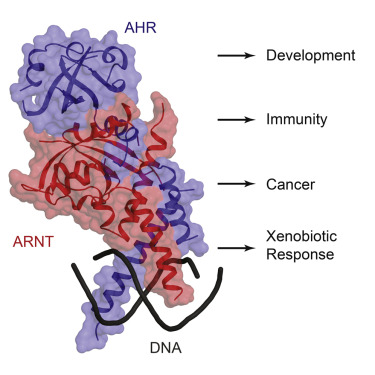 AHR
Development
Immunity
Cancer
ARNT
Xenobiotic
Response
DNA